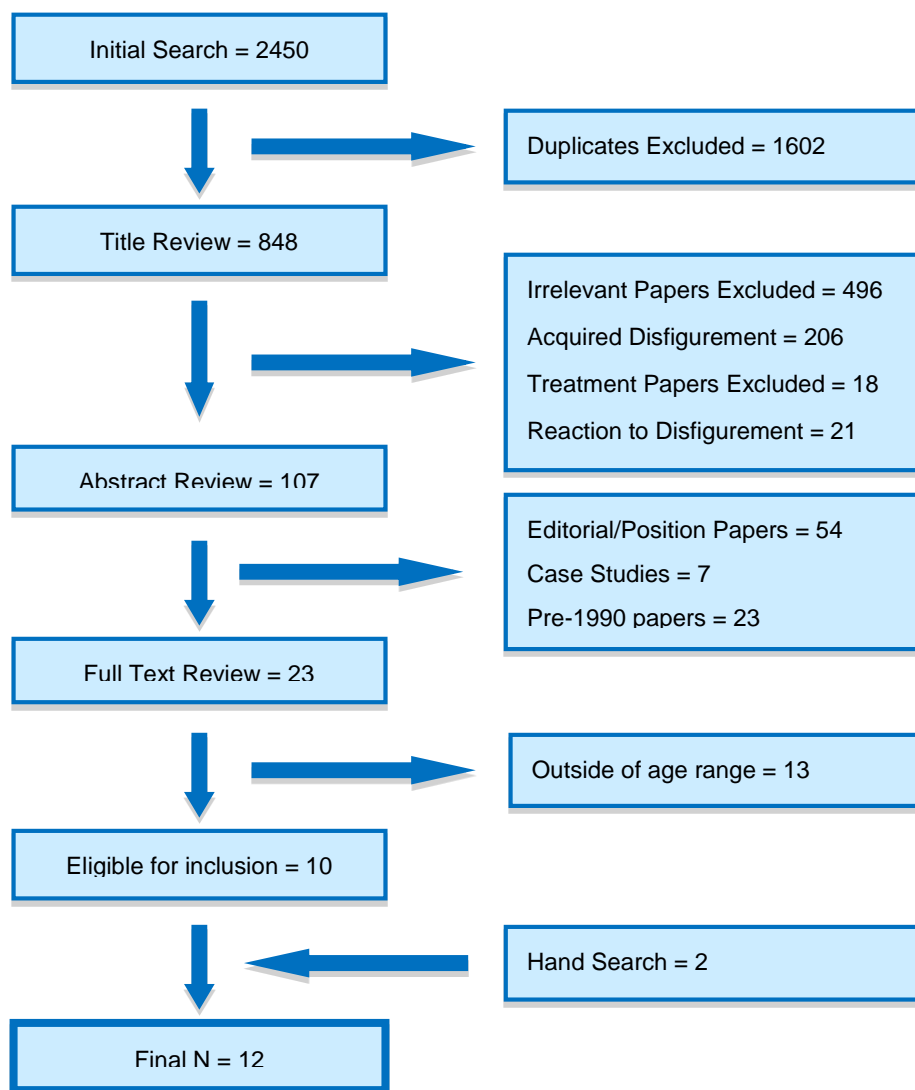 Initial Search = 2450
Duplicates Excluded = 1602
Title Review = 848
Irrelevant Papers Excluded = 496
Acquired Disfigurement = 206
Treatment Papers Excluded = 18
Reaction to Disfigurement = 21
Abstract Review = 107
Editorial/Position Papers = 54
Case Studies = 7
Pre-1990 papers = 23
Full Text Review = 23
Outside of age range = 13
Eligible for inclusion = 10
Hand Search = 2
Final N = 12